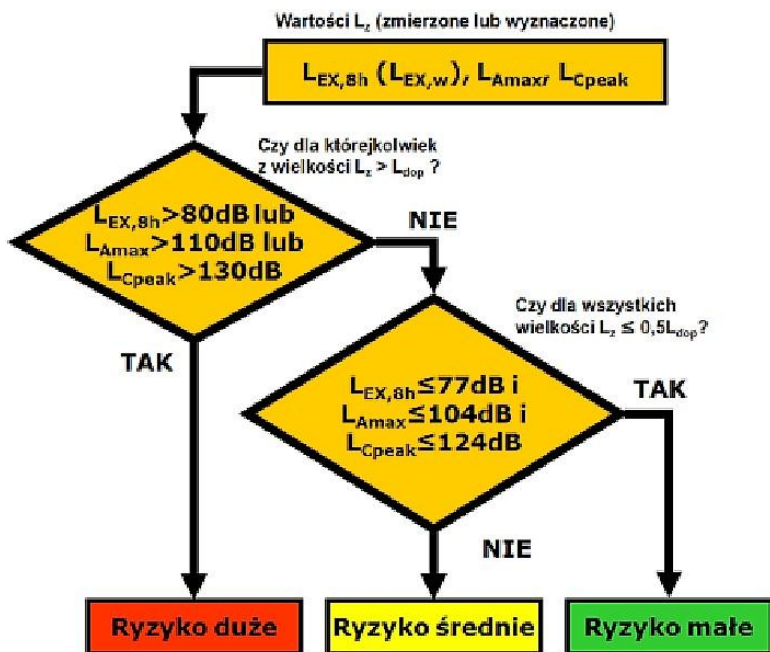 Wartości Lz (zmierzone lub wyznaczone)
LEX,8h (LEX,w), LAmax, LCpeak
Czy dla którejkolwiek
z wielkości Lz > Ldop ?
LEX,8h>80dB lub
LAmax>110dB lub
LCpeak>130dB
NIE
Czy dla wszystkich
wielkości Lz ≤ 0,5Ldop?
TAK
LEX,8h≤77dB i
LAmax≤104dB i
LCpeak≤124dB
TAK
NIE
Ryzyko duże
Ryzyko średnie
Ryzyko małe